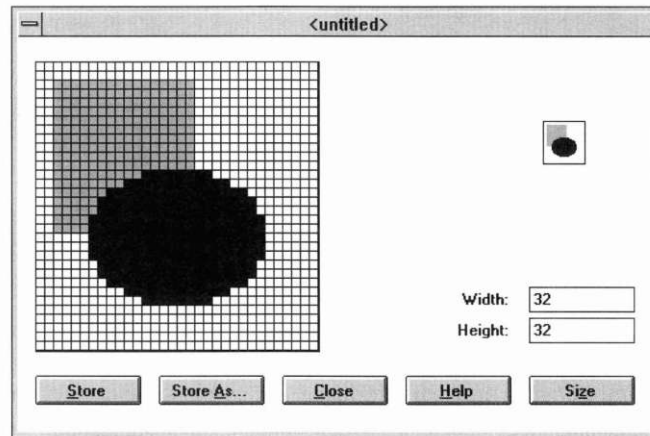 <untitled>
Width: 32
Height: 32
Store Store As... Close Help Size